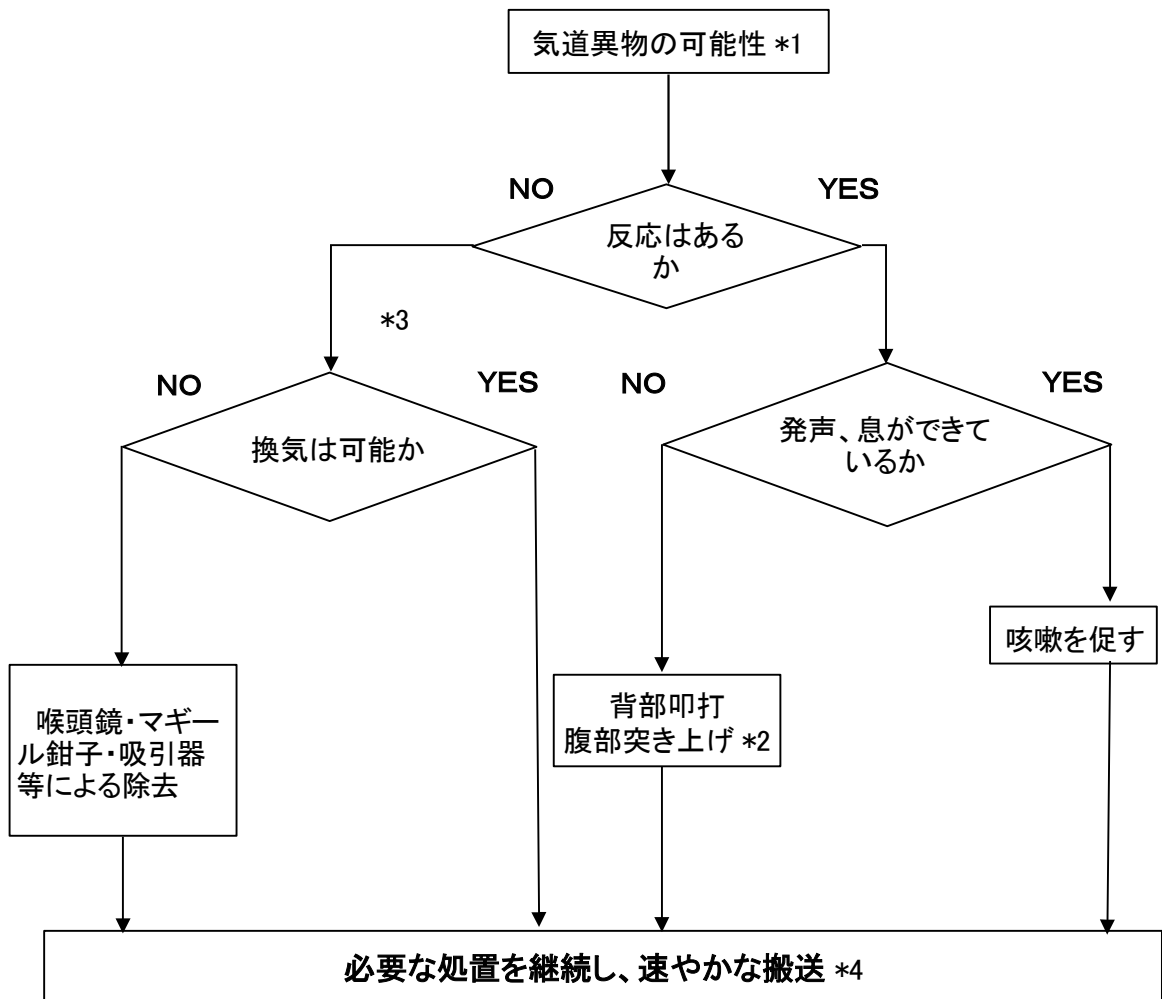 気道異物の可能性 *1
NO
YES
反応はある
か
*3
NO
YES
NO
YES
換気は可能か
発声、息ができて
いるか
咳嗽を促す
喉頭鏡・マギー
ル鉗子・吸引器
等による除去
背部叩打
腹部突き上げ *2
必要な処置を継続し、速やかな搬送 *4